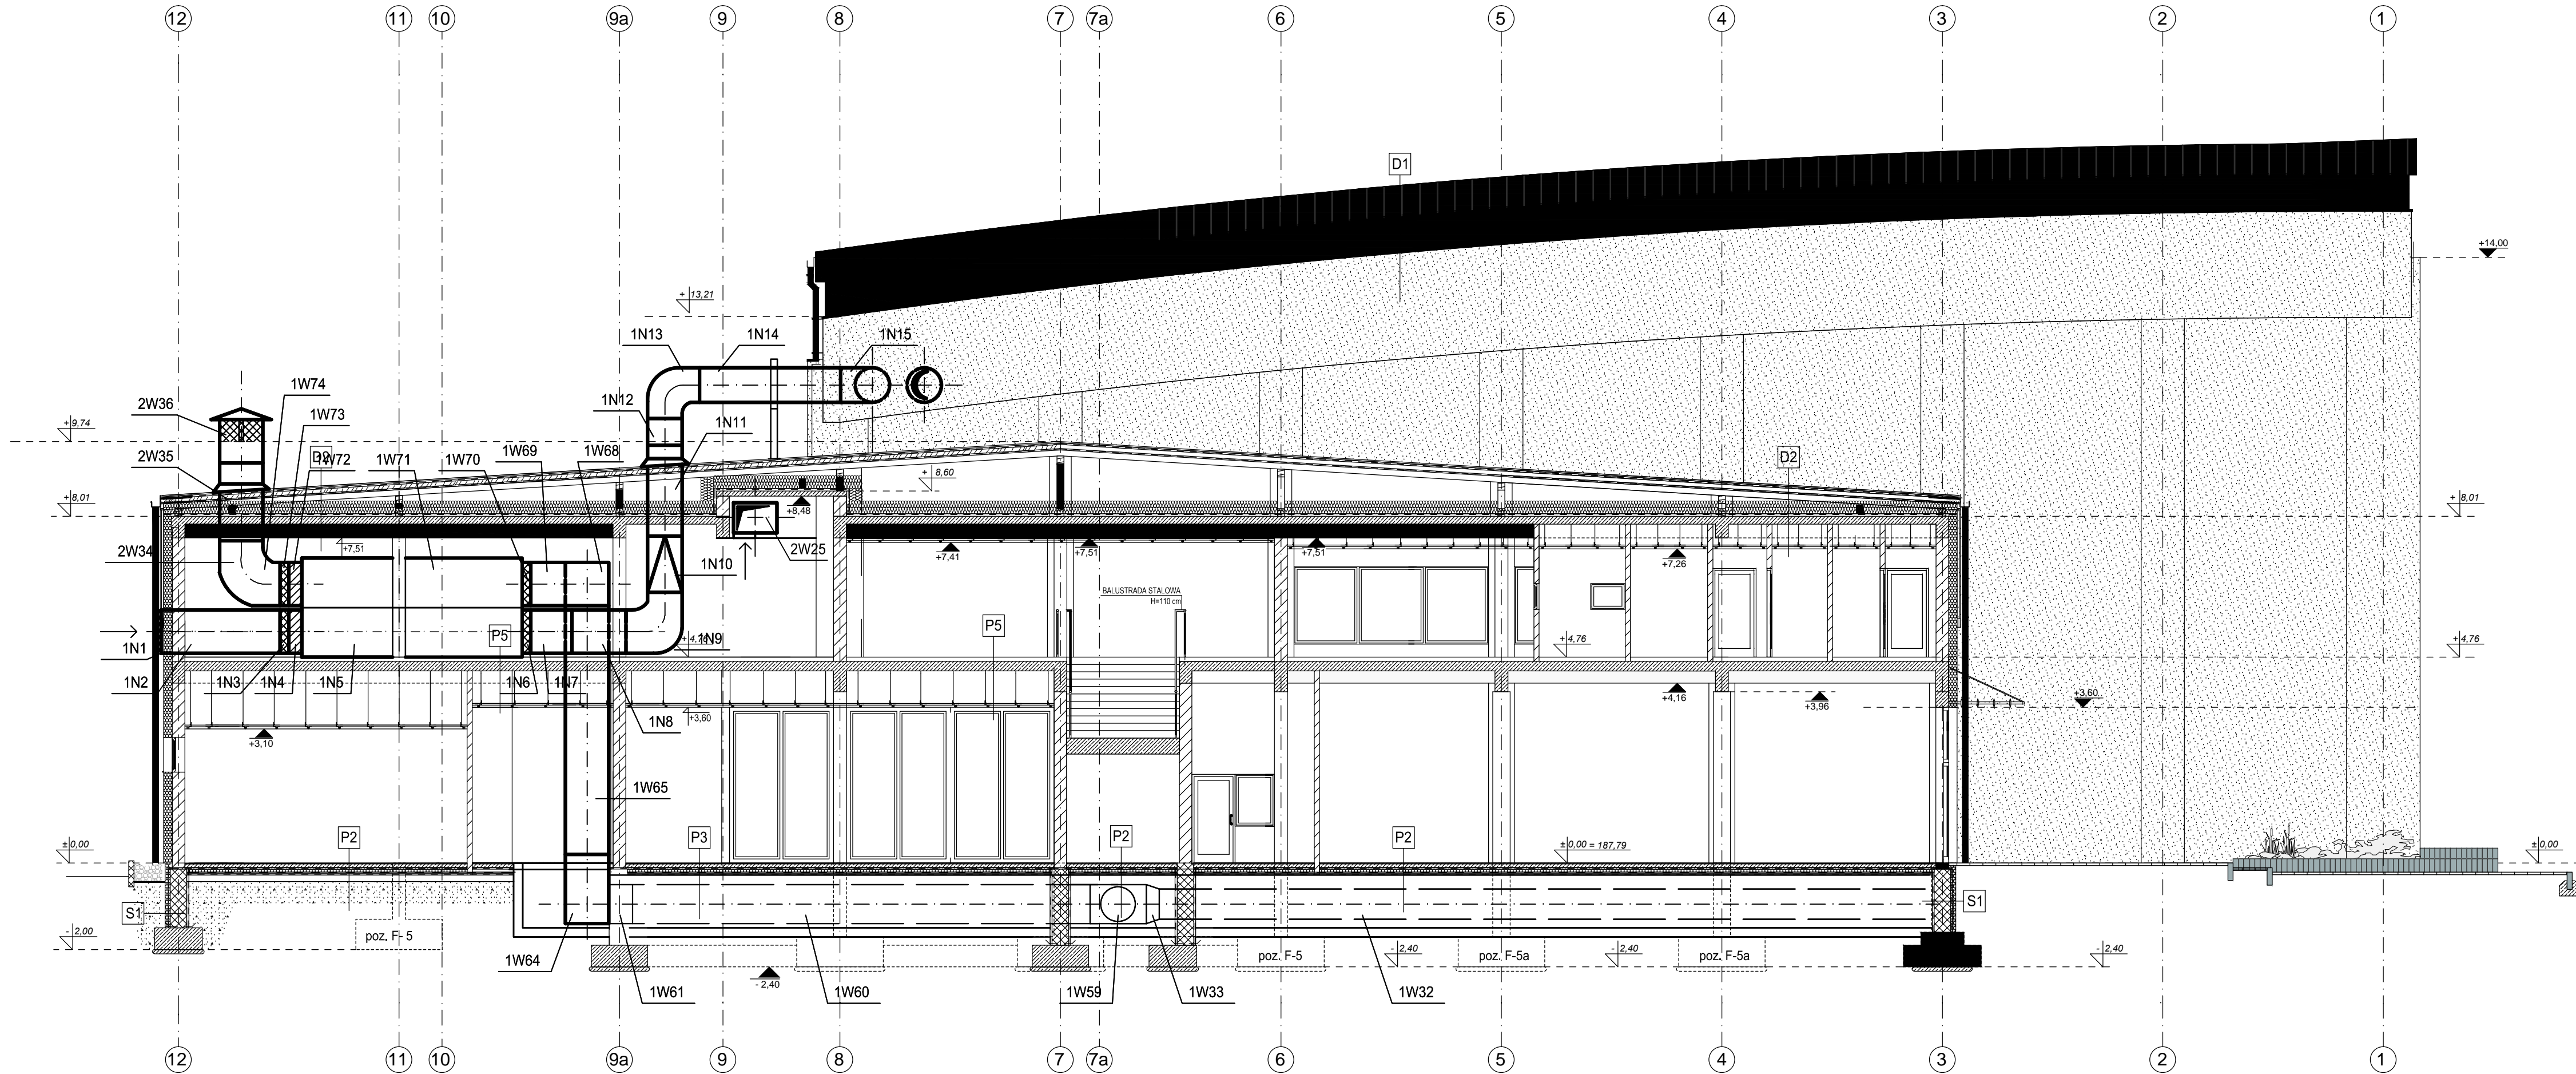 12 11 10 9a 9 8 7 7a 6 5 4 3 2 1
D1
+14,00
+ 13,21
1N13 1N14 1N15
1W74
2W36
1N12
1W73
1N11
+ 9,74
1W69 1W68
2W35 D2 1W72 1W71 1W70
D2
+ 8,60
+ 8,01
+8,48
+ 8,01
2W34
+7,51
2W25
+7,41
+7,51
+7,51
+7,26
1N10
BALUSTRADA STALOWA
H=110 cm
P5
P5
1N1
+ 4,76 1N9
+ 4,76
+ 4,76
1N2 1N3 1N4 1N5 1N6 1N7
+4,16
+3,96
+3,60
+3,60
1N8
+3,10
1W65
P2
P3
P2
P2
± 0,00
± 0,00 = 187,79
± 0,00
S1
S1
- 2,00
poz. F- 5
1W64
poz. F-5
- 2,40
poz. F-5a
- 2,40
poz. F-5a
- 2,40
- 2,40
1W61 1W60 1W59 1W33 1W32
12 11 10 9a 9 8 7 7a 6 5 4 3 2 1